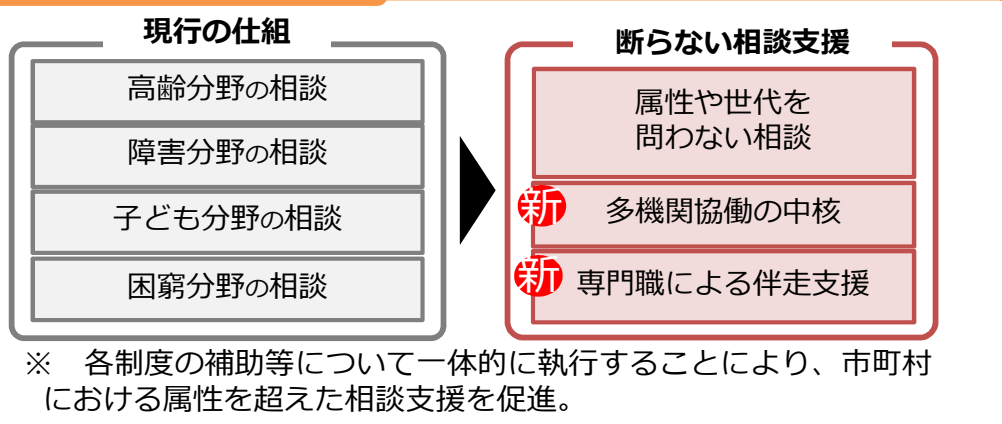 現行の仕組
高齢分野の相談
障害分野の相談
子ども分野の相談
困窮分野の相談
断らない相談支援
属性や世代を
問わない相談
新 多機関協働の中核
新 専門職による伴走支援
※　各制度の補助等について一体的に執行することにより、市町村
における属性を超えた相談支援を促進。